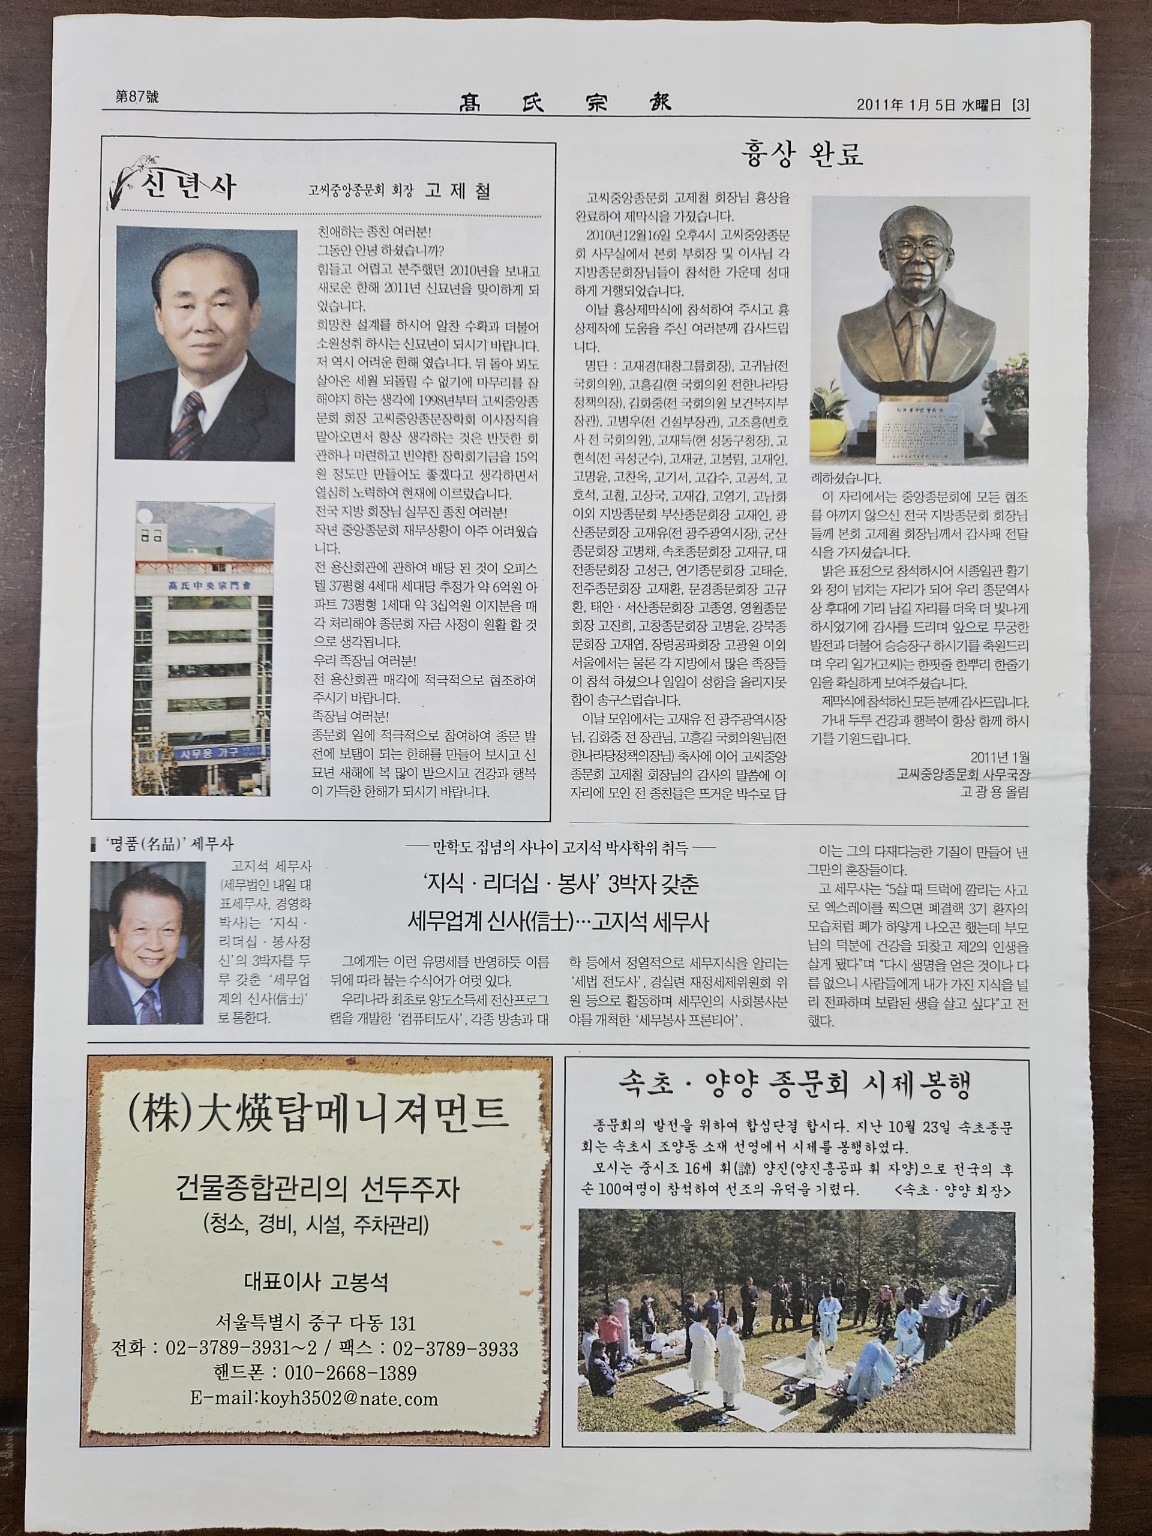 第87號
高氏宗報
2011年 1月 5日 水曜日 [3]
신년사
고씨중앙종문회 회장 고 제 철
친애하는 종친 여러분!
그동안 안녕 하셨습니까?
힘들고 어렵고 분주했던 2010년을 보내고
새로운 한해 2011년 신묘년을 맞이하게 되
었습니다.
희망찬 설계를 하시어 알찬 수확과 더불어
소원성취 하시는 신묘년이 되시기 바랍니다.
저 역시 어려운 한해 였습니다. 뒤 돌아 봐도
살아온 세월 되돌릴 수 없기에 마무리를 잘
해야지 하는 생각에 1998년부터 고씨중앙종
문회 회장 고씨중앙종문장학회 이사장직을
맡아오면서 항상 생각하는 것은 반듯한 회
관하나 마련하고 빈약한 장학회기금을 15억
원 정도만 만들어도 좋겠다고 생각하면서
열심히 노력하여 현재에 이르렀습니다.
전국 지방 회장님 실무진 종친 여러분!
작년 중앙종문회 재무상황이 아주 어려웠습
니다.
전 용산회관에 관하여 배당 된 것이 오피스
텔 37평형 4세대 세대당 추정가 약 6억원 아
파트 73평형 1세대 약 3십억원 이지분을 매
각 처리해야 종문회 자금 사정이 원활 할 것
으로 생각됩니다.
우리 족장님 여러분!
전 용산회관 매각에 적극적으로 협조하여
주시기 바랍니다.
족장님 여러분!
종문회 일에 적극적으로 참여하여 종문 발
전에 보탬이 되는 한해를 만들어 보시고 신
묘년 새해에 복 많이 받으시고 건강과 행복
이 가득한 한해가 되시기 바랍니다.
高氏中央宗門會
사무용 가구
흉상 완료
고씨중앙종문회 고제철 회장님 흉상을
완료하여 제막식을 가졌습니다.
2010년12월16일 오후4시 고씨중앙종문
회 사무실에서 본회 부회장 및 이사님 각
지방종문회장님들이 참석한 가운데 성대
하게 거행되었습니다.
이날 흉상제막식에 참석하여 주시고 흉
상제작에 도움을 주신 여러분께 감사드립
니다.
명단 : 고재경(대창그룹회장), 고귀남(전
국회의원), 고흥길(현 국회의원 전한나라당
정책의장), 김화중(전 국회의원 보건복지부
장관), 고병우(전 건설부장관), 고조흥(변호
사 전 국회의원), 고재득(현 성동구청장), 고
현석(전 곡성군수), 고재균, 고봉림, 고재인,
고명윤, 고찬옥, 고기서, 고갑수, 고공석, 고
호석, 고철, 고상국, 고재갑, 고영기, 고남화
이외 지방종문회 부산종문회장 고재인, 광
산종문회장 고재유(전 광주광역시장), 군산
종문회장 고병채, 속초종문회장 고재규, 대
전종문회장 고성근, 연기종문회장 고태순,
전주종문회장 고재환, 문경종문회장 고규
환, 태안·서산종문회장 고종영, 영월종문
회장 고진희, 고창종문회장 고병윤, 강북종
문회장 고재엽, 장령공파회장 고광원 이외
서울에서는 물론 각 지방에서 많은 족장들
이 참석 하셨으나 일일이 성함을 올리지못
함이 송구스럽습니다.
이날 모임에서는 고재유 전 광주광역시장
님, 김화중 전 장관님, 고흥길 국회의원님(전
한나라당정책의장님) 축사에 이어 고씨중앙
종문회 고제철 회장님의 감사의 말씀에 이
자리에 모인 전 종친들은 뜨거운 박수로 답
례하셨습니다.
이 자리에서는 중앙종문회에 모든 협조
를 아끼지 않으신 전국 지방종문회 회장님
들께 본회 고제철 회장님께서 감사패 전달
식을 가지셨습니다.
밝은 표정으로 참석하시어 시종일관 활기
와 정이 넘치는 자리가 되어 우리 종문역사
상 후대에 기리 남길 자리를 더욱 더 빛나게
하시었기에 감사를 드리며 앞으로 무궁한
발전과 더불어 승승장구 하시기를 축원드리
며 우리 일가(고씨)는 한핏줄 한뿌리 한줄기
임을 확실하게 보여주셨습니다.
제막식에 참석하신 모든 분께 감사드립니다.
가내 두루 건강과 행복이 항상 함께 하시
기를 기원드립니다.
2011년 1월
고씨중앙종문회 사무국장
고 광 용 올림
'명품(名品)' 세무사
고지석 세무사
(세무법인 내일 대
표세무사, 경영학
박사)는 '지식·
리더십·봉사정
신'의 3박자를 두
루 갖춘 '세무업
계의 신사(信士)'
로 통한다.
── 만학도 집념의 사나이 고지석 박사학위 취득 ──
'지식·리더십·봉사' 3박자 갖춘
세무업계 신사(信士)…고지석 세무사
그에게는 이런 유명세를 반영하듯 이름
뒤에 따라 붙는 수식어가 여럿 있다.
우리나라 최초로 양도소득세 전산프로그
램을 개발한 '컴퓨터도사', 각종 방송과 대
학 등에서 정열적으로 세무지식을 알리는
'세법 전도사', 경실련 재정세제위원회 위
원 등으로 활동하며 세무인의 사회봉사분
야를 개척한 '세무봉사 프론티어'.
이는 그의 다재다능한 기질이 만들어 낸
그만의 훈장들이다.
고 세무사는 "5살 때 트럭에 깔리는 사고
로 엑스레이를 찍으면 폐결핵 3기 환자의
모습처럼 폐가 하얗게 나오곤 했는데 부모
님의 덕분에 건강을 되찾고 제2의 인생을
살게 됐다"며 "다시 생명을 얻은 것이나 다
를 없으니 사람들에게 내가 가진 지식을 널
리 전파하며 보람된 생을 살고 싶다"고 전
했다.
(株)大煐탑메니져먼트
건물종합관리의 선두주자
(청소, 경비, 시설, 주차관리)
대표이사 고봉석
서울특별시 중구 다동 131
전화 : 02-3789-3931~2 / 팩스 : 02-3789-3933
핸드폰 : 010-2668-1389
E-mail:koyh3502@nate.com
속초·양양 종문회 시제봉행
종문회의 발전을 위하여 합심단결 합시다. 지난 10월 23일 속초종문
회는 속초시 조양동 소재 선영에서 시제를 봉행하였다.
모시는 중시조 16세 휘(諱) 양진(양진흥공파 휘 자양)으로 전국의 후
손 100여명이 참석하여 선조의 유덕을 기렸다. <속초·양양 회장>